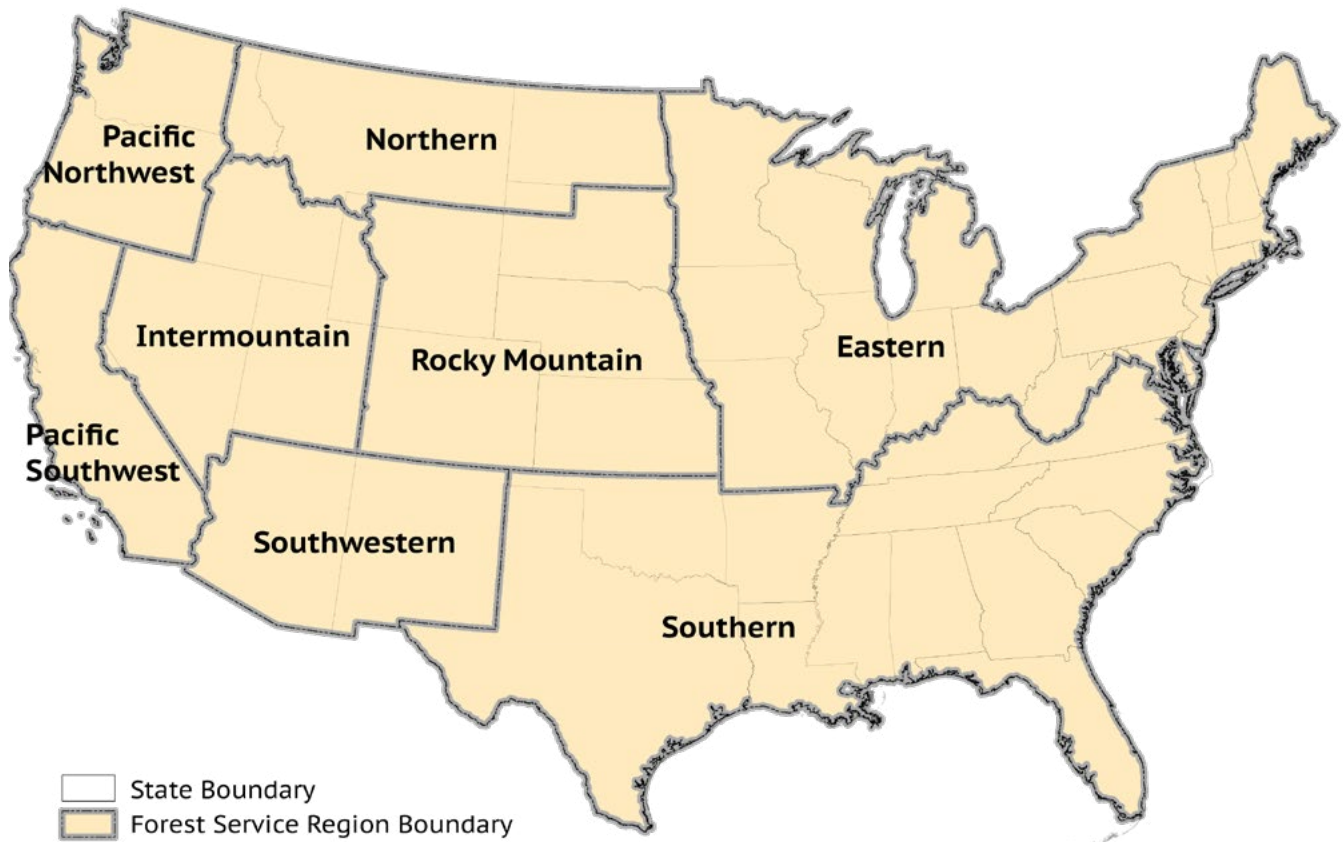 Pacific
Northwest
Northern
Intermountain
Rocky Mountain
Eastern
Pacific
Southwest
Southwestern
Southern
State Boundary
Forest Service Region Boundary